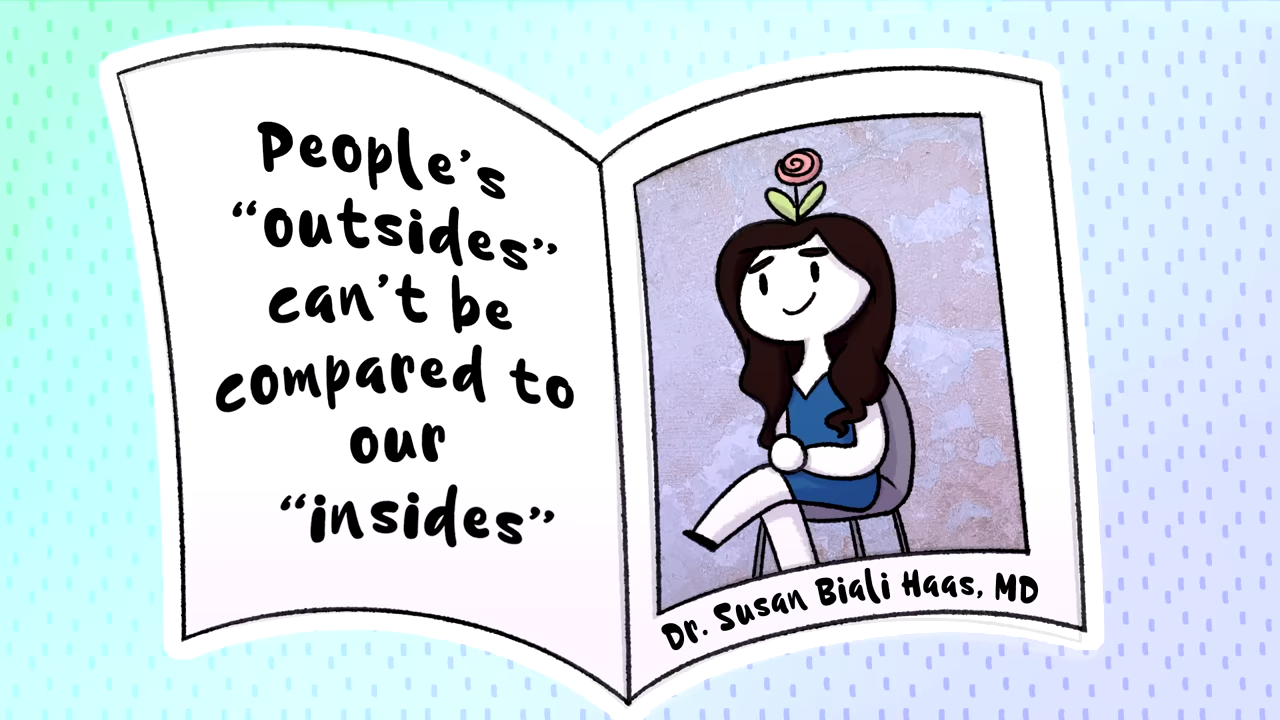 People's
“outsides”
can't be
compared to
our
“insides”
Dr. Susan Biali Haas, MD